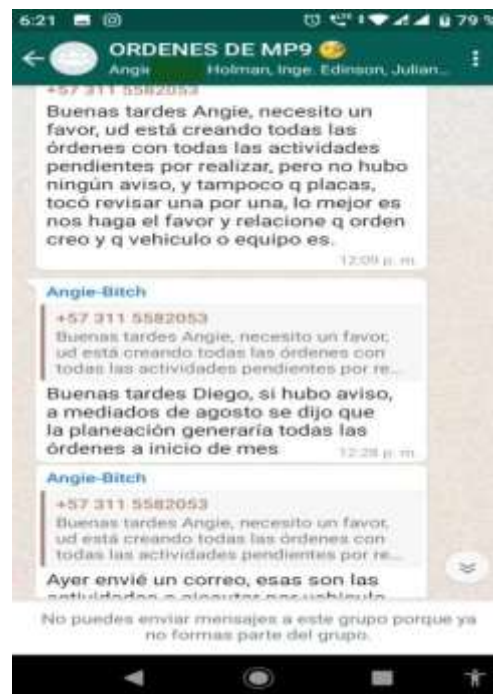 6:21 79 %
ORDENES DE MP9
Angie Holman, Inge. Edinson, Julian...
+57 311 5582053
Buenas tardes Angie, necesito un
favor, ud está creando todas las
órdenes con todas las actividades
pendientes por realizar, pero no hubo
ningún aviso, y tampoco q placas,
tocó revisar una por una, lo mejor es
nos haga el favor y relacione q orden
creo y q vehiculo o equipo es.
12:09 p. m.
Angie-Bitch
+57 311 5582053
Buenas tardes Angie, necesito un favor,
ud está creando todas las órdenes con
todas las actividades pendientes por re...
Buenas tardes Diego, si hubo aviso,
a mediados de agosto se dijo que
la planeación generaría todas las
órdenes a inicio de mes
12:28 p. m.
Angie-Bitch
+57 311 5582053
Buenas tardes Angie, necesito un favor,
ud está creando todas las órdenes con
todas las actividades pendientes por re...
Ayer envié un correo, esas son las
actividades a ejecutar por vehiculo
No puedes enviar mensajes a este grupo porque ya
no formas parte del grupo.